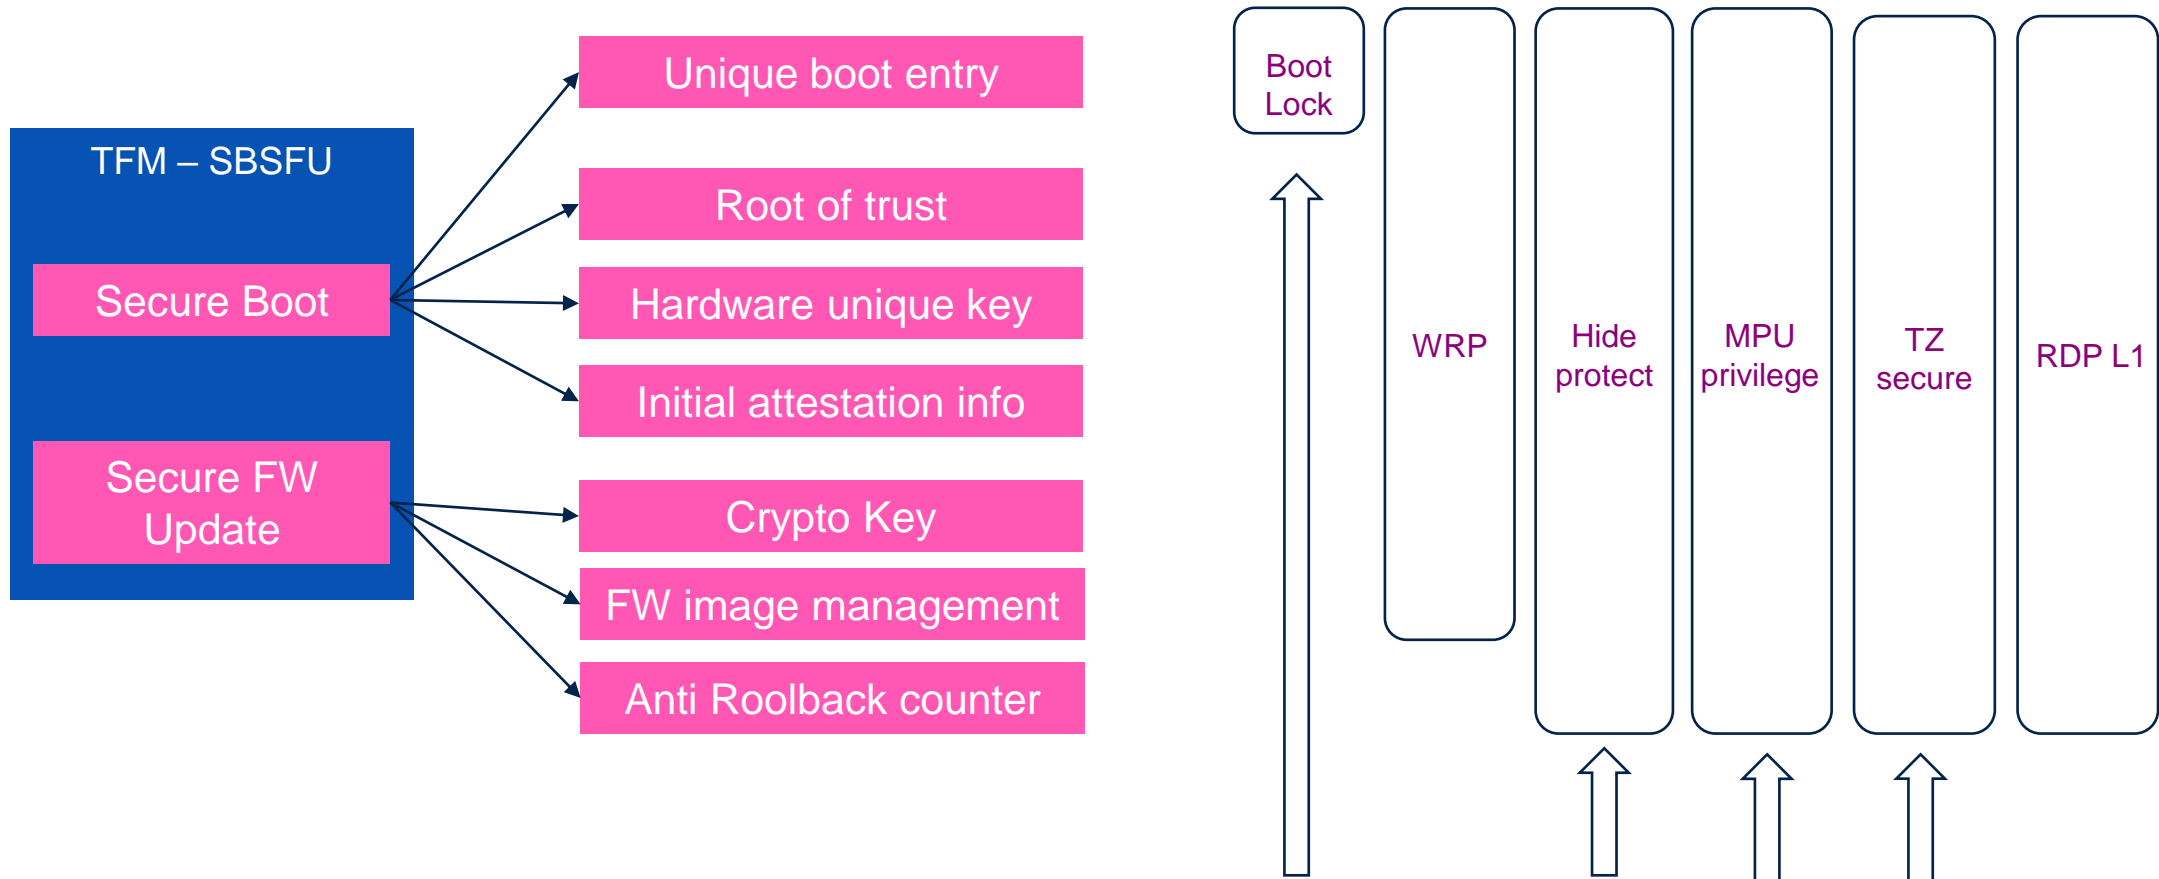 TFM – SBSFU
Secure Boot
Secure FW
Update
Unique boot entry
Root of trust
Hardware unique key
Initial attestation info
Crypto Key
FW image management
Anti Roolback counter
Boot
Lock
WRP
Hide
protect
MPU
privilege
TZ
secure
RDP L1